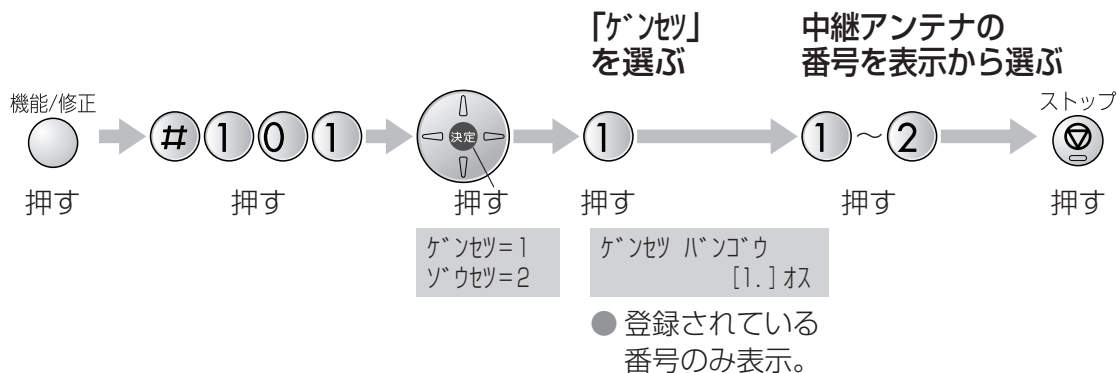 「ｹﾞﾝｾﾂ」
を選ぶ
中継アンテナの
番号を表示から選ぶ
機能/修正
ストップ
#
1
0
1
決定
1
1
～
2
押す
押す
押す
押す
押す
押す
ｹﾞﾝｾﾂ=1
ｿﾞｳｾﾂ=2
ｹﾞﾝｾﾂ ﾊﾞﾝｺﾞｳ
[1.]ｵｽ
● 登録されている
番号のみ表示。